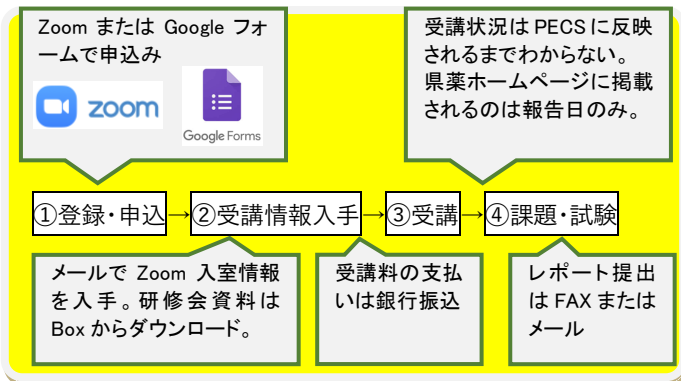 Zoom または Google フォ
ームで申込み
zoom
Google Forms
受講状況は PECS に反映
されるまでわからない。
県薬ホームページに掲載
されるのは報告日のみ。
①登録・申込→②受講情報入手→③受講→④課題・試験
メールで Zoom 入室情報
を入手。研修会資料は
Box からダウンロード。
受講料の支払
いは銀行振込
レポート提出
は FAX または
メール